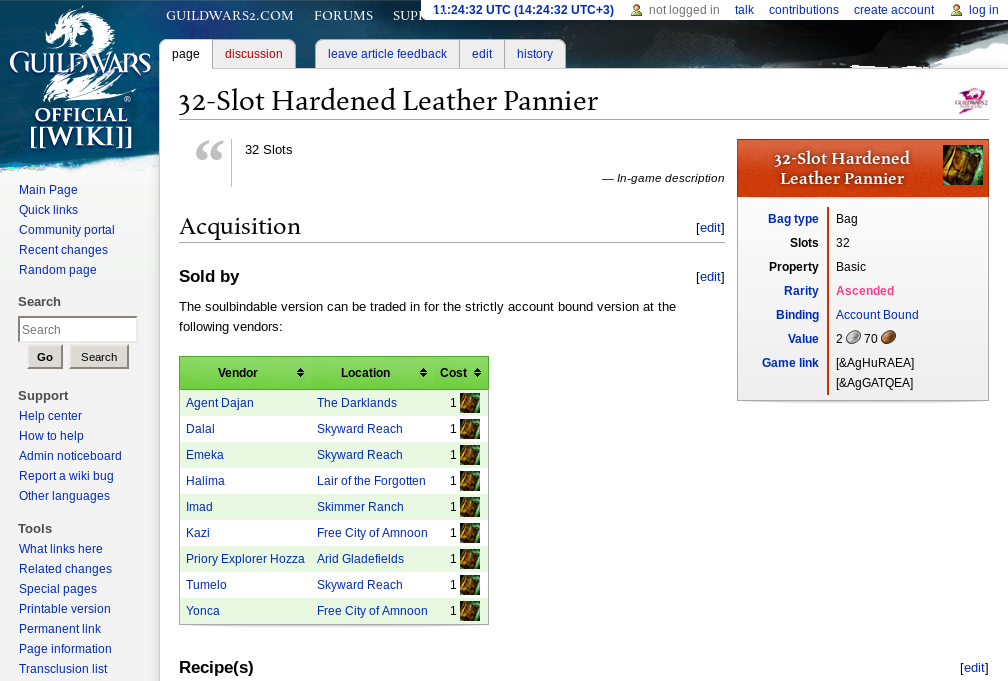 GUILDWARS2.COM FORUMS
11:24:32 UTC (14:24:32 UTC+3) not logged in talk contributions create account log in
GUILDWARS
®
OFFICIAL
[[WIKI]]
page discussion leave article feedback edit history
32-Slot Hardened Leather Pannier
GUILDWARS2
32 Slots
— In-game description
Acquisition [edit]
Sold by [edit]
The soulbindable version can be traded in for the strictly account bound version at the
following vendors:
Vendor Location Cost
Agent Dajan The Darklands 1
Dalal Skyward Reach 1
Emeka Skyward Reach 1
Halima Lair of the Forgotten 1
Imad Skimmer Ranch 1
Kazi Free City of Amnoon 1
Priory Explorer Hozza Arid Gladefields 1
Tumelo Skyward Reach 1
Yonca Free City of Amnoon 1
Recipe(s) [edit]
32-Slot Hardened
Leather Pannier
Bag type Bag
Slots 32
Property Basic
Rarity Ascended
Binding Account Bound
Value 2 70
Game link [&AgHuRAEA]
[&AgGATQEA]
Main Page
Quick links
Community portal
Recent changes
Random page
Search
Search
Go Search
Support
Help center
How to help
Admin noticeboard
Report a wiki bug
Other languages
Tools
What links here
Related changes
Special pages
Printable version
Permanent link
Page information
Transclusion list